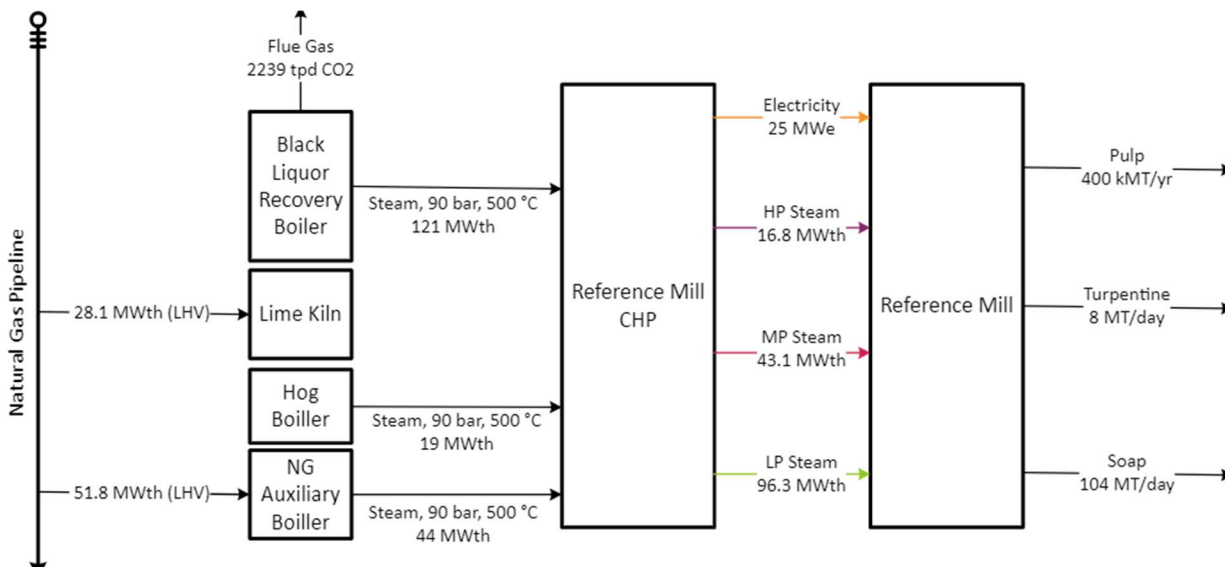 Natural Gas Pipeline
Flue Gas
2239 tpd CO2
Black
Liquor
Recovery
Boiler
Steam, 90 bar, 500 °C
121 MWth
28.1 MWth (LHV)
Lime Kiln
Hog
Boiller
Steam, 90 bar, 500 °C
19 MWth
51.8 MWth (LHV)
NG
Auxiliary
Boiller
Steam, 90 bar, 500 °C
44 MWth
Reference Mill
CHP
Electricity
25 MWe
HP Steam
16.8 MWth
MP Steam
43.1 MWth
LP Steam
96.3 MWth
Reference Mill
Pulp
400 kMT/yr
Turpentine
8 MT/day
Soap
104 MT/day